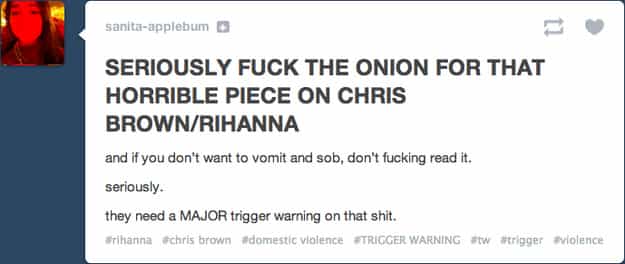 sanita-applebum
SERIOUSLY FUCK THE ONION FOR THAT
HORRIBLE PIECE ON CHRIS
BROWN/RIHANNA
and if you don't want to vomit and sob, don't fucking read it.
seriously.
they need a MAJOR trigger warning on that shit.
#rihanna #chris brown #domestic violence #TRIGGER WARNING #tw #trigger #violence